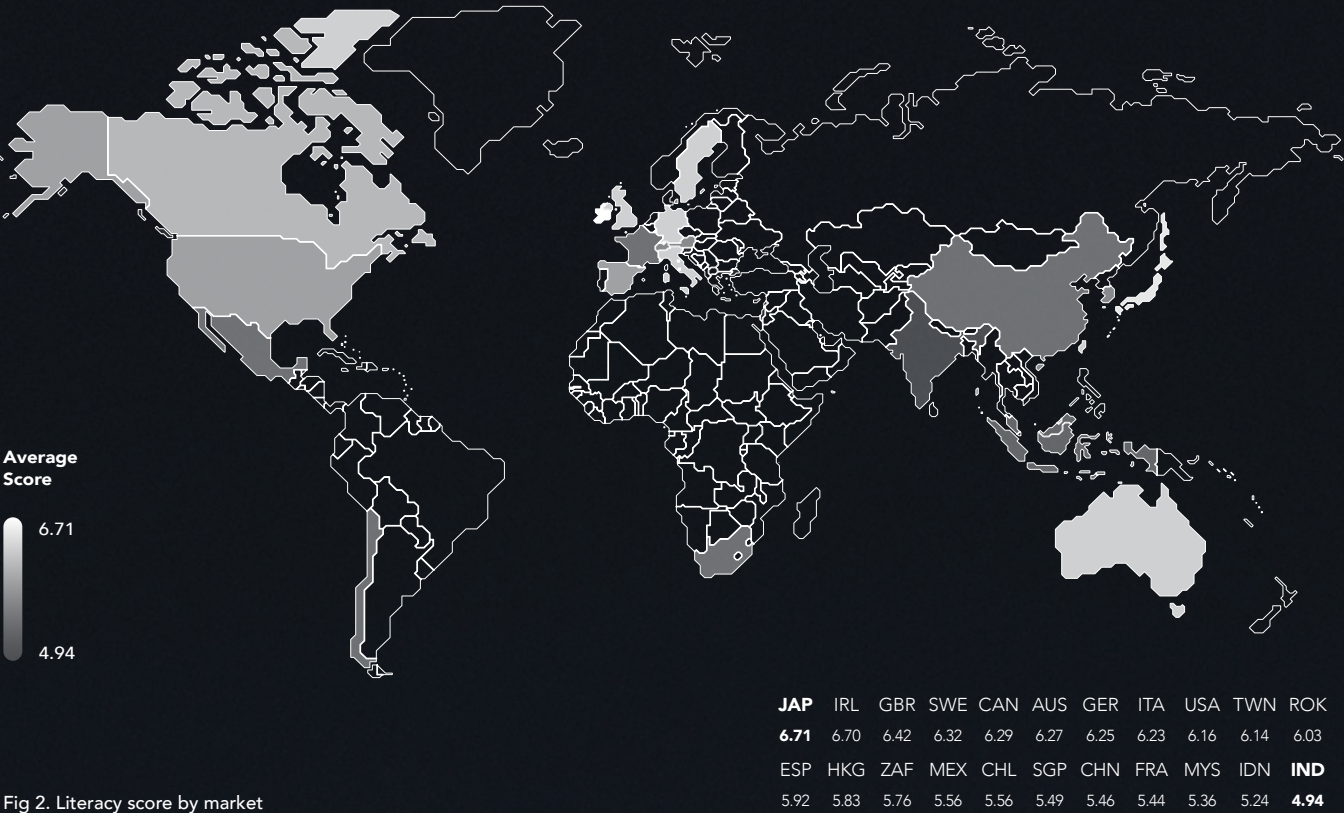 Average
Score
6.71
4.94
JAP IRL GBR SWE CAN AUS GER ITA USA TWN ROK
6.71 6.70 6.42 6.32 6.29 6.27 6.25 6.23 6.16 6.14 6.03
ESP HKG ZAF MEX CHL SGP CHN FRA MYS IDN IND
5.92 5.83 5.76 5.56 5.56 5.49 5.46 5.44 5.36 5.24 4.94
Fig 2. Literacy score by market